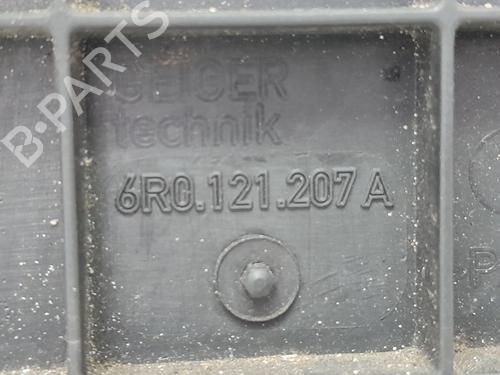 B-PARTS
GEIGER
technik
6R0.121.207 A
P